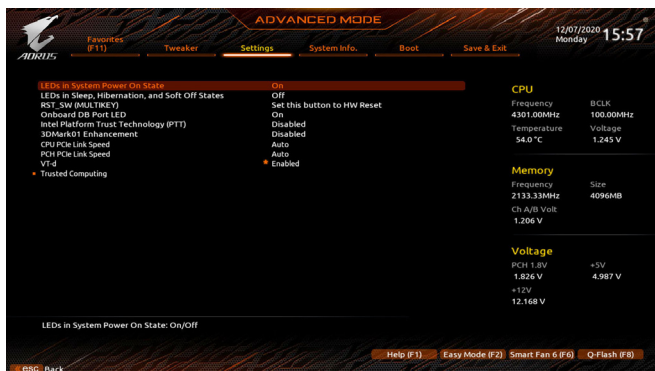 ADVANCED MODE
12/07/2020 Monday 15:57
AORUS
Favorites (F11) Tweaker Settings System Info. Boot Save & Exit
LEDs in System Power On State On
LEDs in Sleep, Hibernation, and Soft Off States Off
RST_SW (MULTIKEY) Set this button to HW Reset
Onboard DB Port LED On
Intel Platform Trust Technology (PTT) Disabled
3DMark01 Enhancement Disabled
CPU PCIe Link Speed Auto
PCH PCIe Link Speed Auto
VT-d Enabled
Trusted Computing
CPU
Frequency BCLK
4301.00MHz 100.00MHz
Temperature Voltage
54.0 °C 1.245 V
Memory
Frequency Size
2133.33MHz 4096MB
Ch A/B Volt
1.206 V
Voltage
PCH 1.8V +5V
1.826 V 4.987 V
+12V
12.168 V
LEDs in System Power On State: On/Off
Help (F1) Easy Mode (F2) Smart Fan 6 (F6) Q-Flash (F8)
esc Back